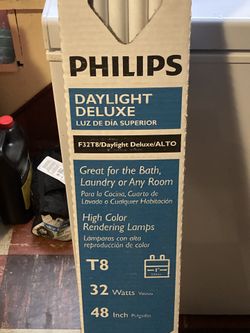 PHILIPS
DAYLIGHT
DELUXE
LUZ DE DÍA SUPERIOR
F32T8/Daylight Deluxe/ALTO
Great for the Bath,
Laundry or Any Room
Para la Cocina, Cuarto de
Lavado o Cualquier Habitación
High Color
Rendering Lamps
Lámparas con alta
reproducción de color
T8
32 Watts Vatios
48 Inch Pulgadas